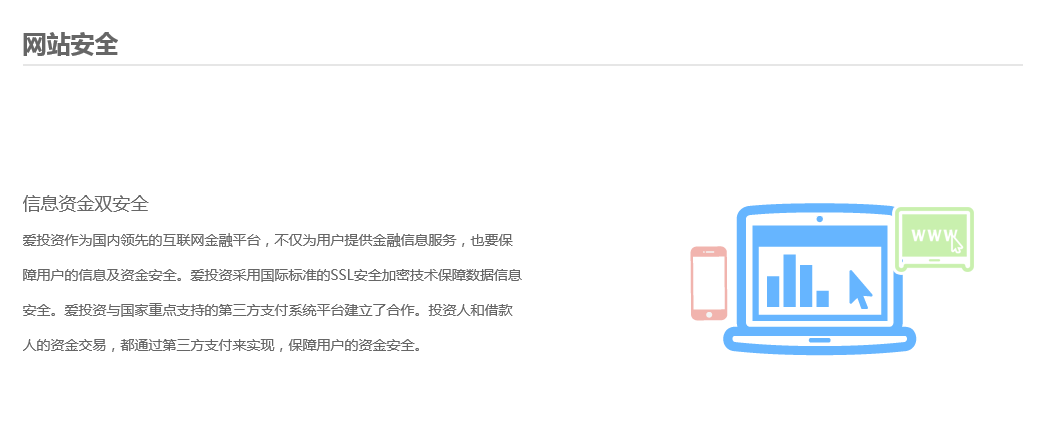 网站安全
信息资金双安全
爱投资作为国内领先的互联网金融平台，不仅为用户提供金融信息服务，也要保
障用户的信息及资金安全。爱投资采用国际标准的SSL安全加密技术保障数据信息
安全。爱投资与国家重点支持的第三方支付系统平台建立了合作。投资人和借款
人的资金交易，都通过第三方支付来实现，保障用户的资金安全。
WWW